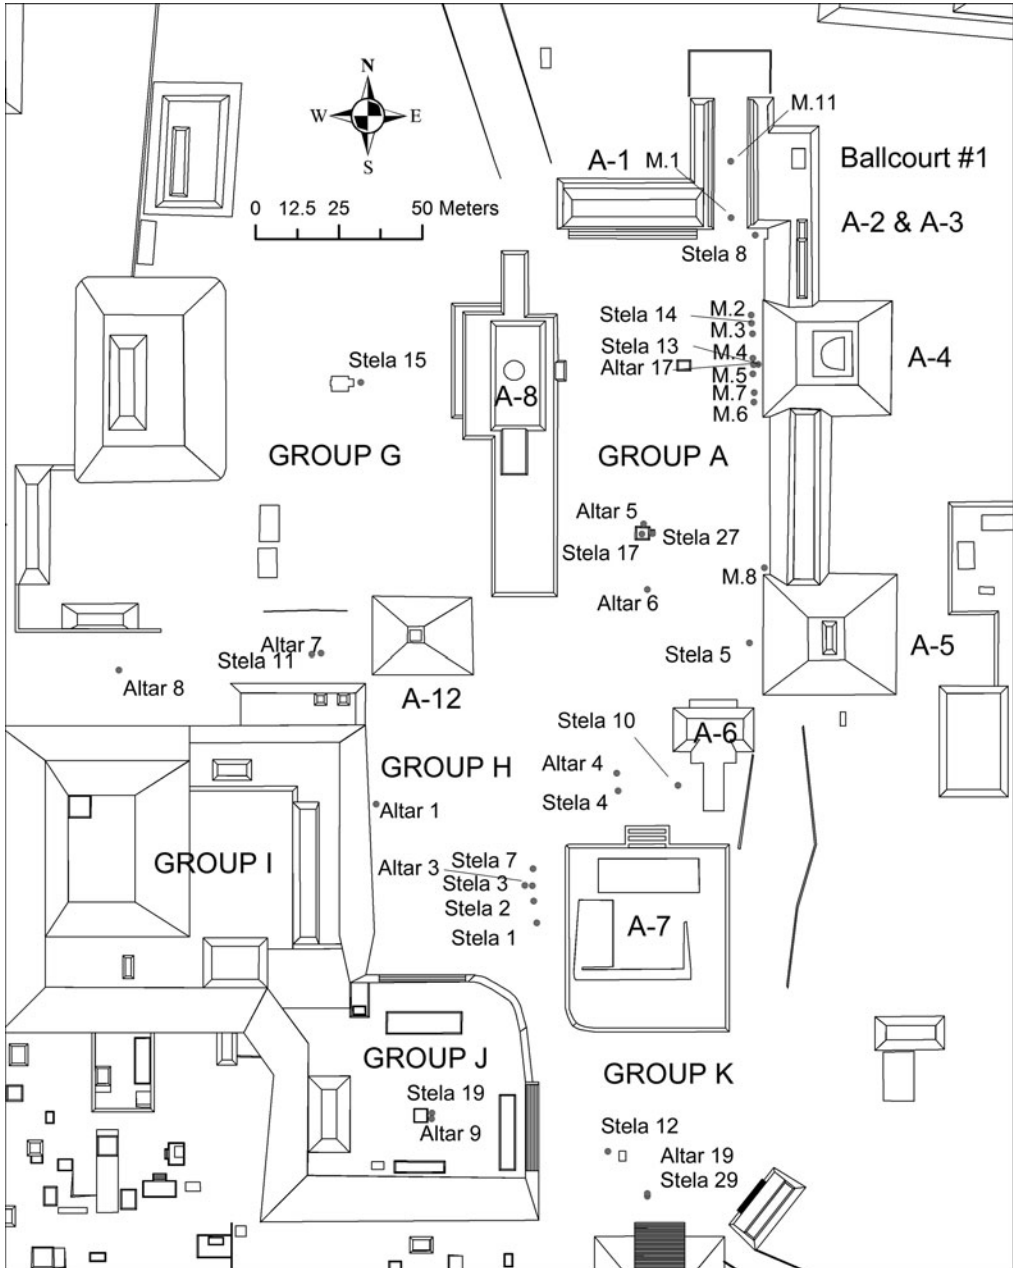 N
W E
S
0 12.5 25 50 Meters
A-1
M.1
M.11
Ballcourt #1
A-2 & A-3
Stela 8
M.2
Stela 14
M.3
Stela 13
M.4
Altar 17
M.5
M.7
M.6
A-4
Stela 15
A-8
GROUP G
GROUP A
Altar 5
Stela 27
Stela 17
M.8
Altar 6
Altar 7
Stela 11
Altar 8
A-12
Stela 5
A-5
Stela 10
A-6
GROUP H
Altar 4
Stela 4
Altar 1
GROUP I
Stela 7
Altar 3
Stela 3
Stela 2
Stela 1
A-7
GROUP J
GROUP K
Stela 19
Altar 9
Stela 12
Altar 19
Stela 29